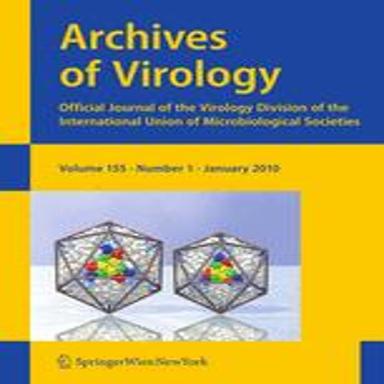 Archives
of Virology
Official Journal of the Virology Division of the
International Union of Microbiological Societies
Volume 155 · Number 1 · January 2010
SpringerWienNewYork